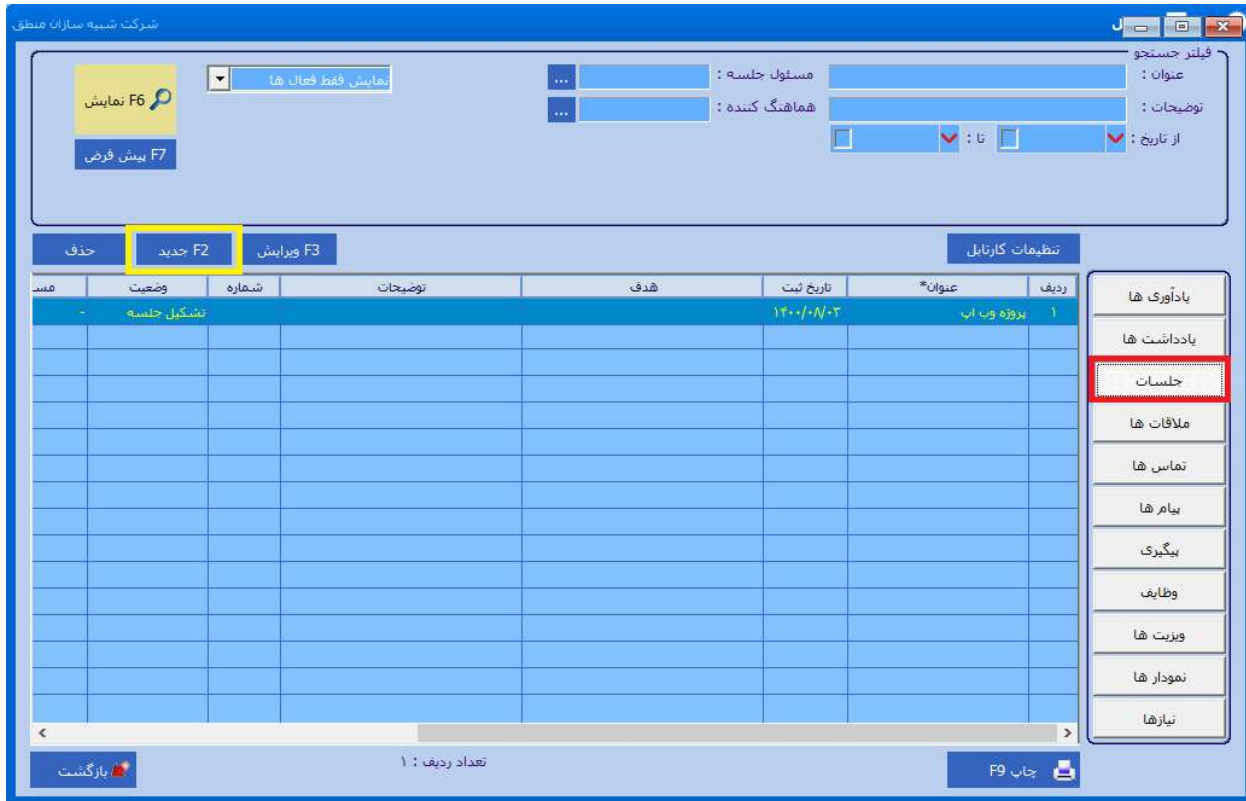 شرکت شبیه سازان منطق
فیلتر جستجو
عنوان :
مسئول جلسه :
...
نمایش فقط فعال ها
F6 نمایش
توضیحات :
هماهنگ کننده :
...
از تاریخ :
تا :
F7 پیش فرض
تنظیمات کارتابل
F3 ویرایش
F2 جدید
حذف
ردیف
عنوان*
تاریخ ثبت
هدف
توضیحات
شماره
وضعیت
مسـ
۱
پروژه وب اپ
۱۴۰۰/۰۸/۰۳
تشکیل جلسه
-
یادآوری ها
یادداشت ها
جلسات
ملاقات ها
تماس ها
پیام ها
پیگیری
وظایف
ویزیت ها
نمودار ها
نیازها
چاپ F9
تعداد ردیف : ۱
بازگشت